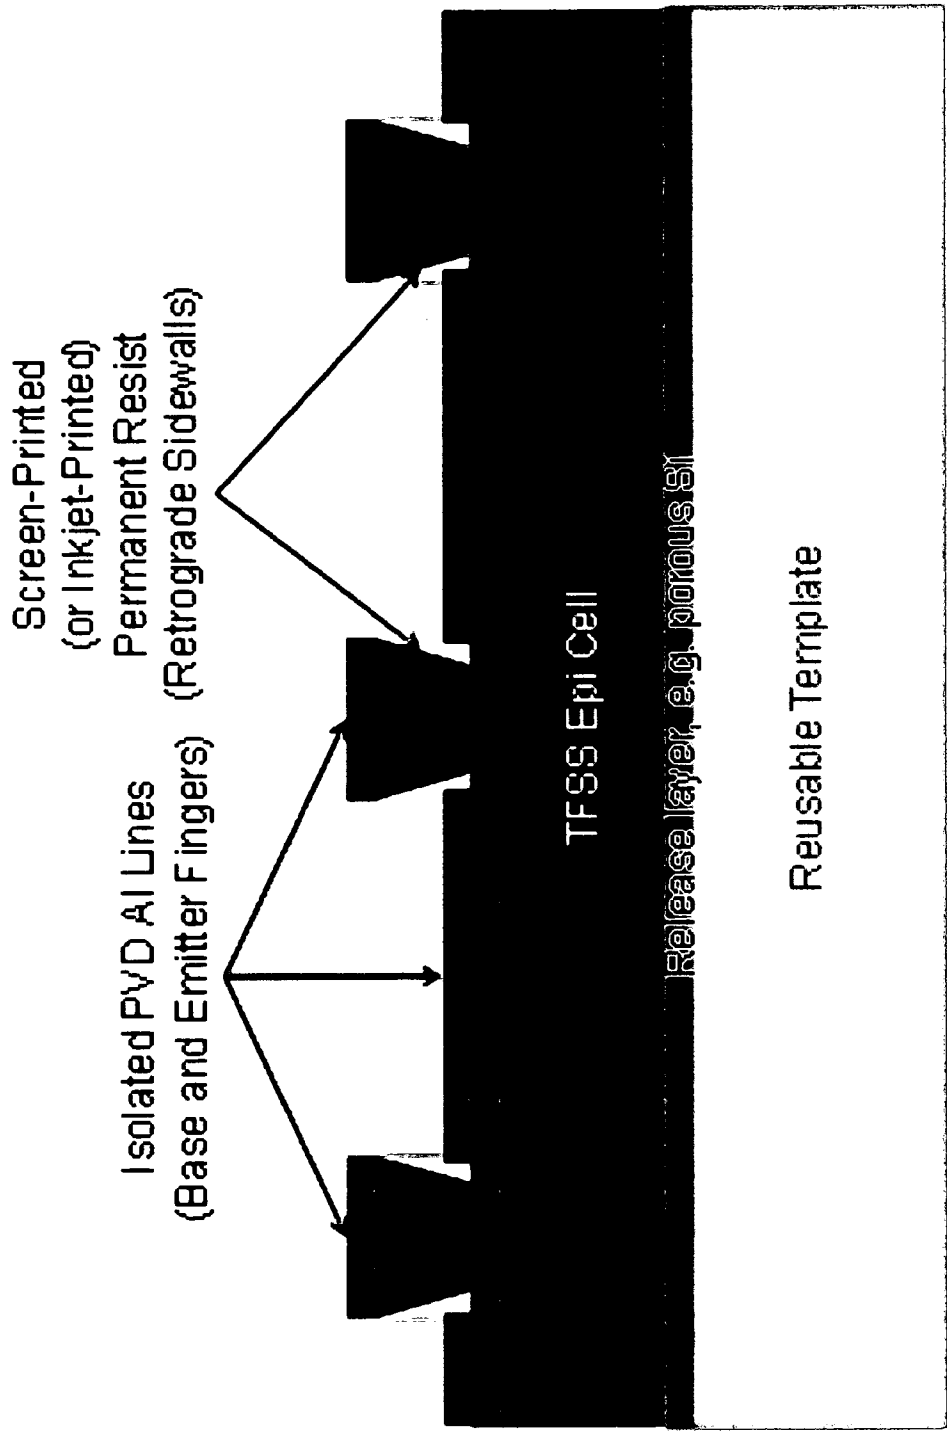 Isolated PVD Al Lines
(Base and Emitter Fingers)
Screen-Printed
(or Inkjet-Printed)
Permanent Resist
(Retrograde Sidewalls)
TFSS Epi Cell
Release layer, e.g. porous Si
Reusable Template